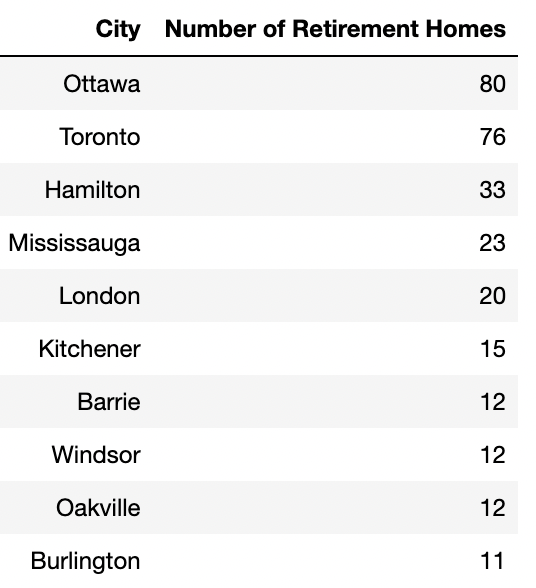 City Number of Retirement Homes
Ottawa 80
Toronto 76
Hamilton 33
Mississauga 23
London 20
Kitchener 15
Barrie 12
Windsor 12
Oakville 12
Burlington 11